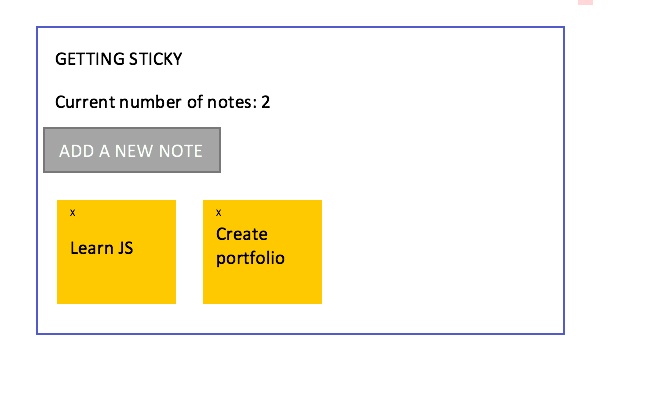 GETTING STICKY
Current number of notes: 2
ADD A NEW NOTE
x
Learn JS
x
Create
portfolio